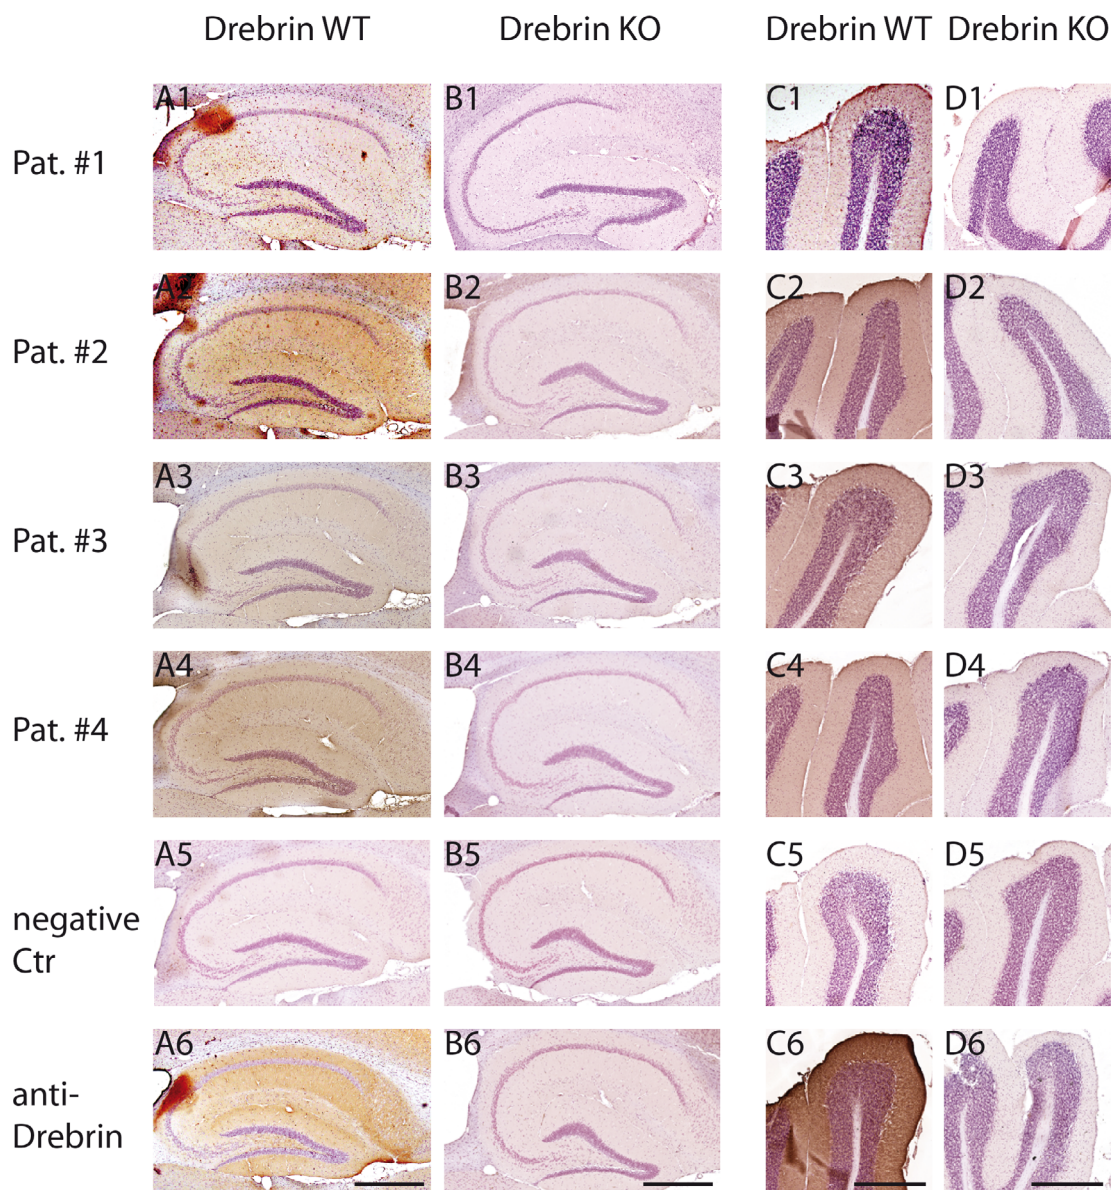 Drebrin WT Drebrin KO Drebrin WT Drebrin KO
Pat. #1 A1 B1 C1 D1
Pat. #2 A2 B2 C2 D2
Pat. #3 A3 B3 C3 D3
Pat. #4 A4 B4 C4 D4
A5 B5 C5 D5
negative
Ctr
A6 B6 C6 D6
anti-
Drebrin